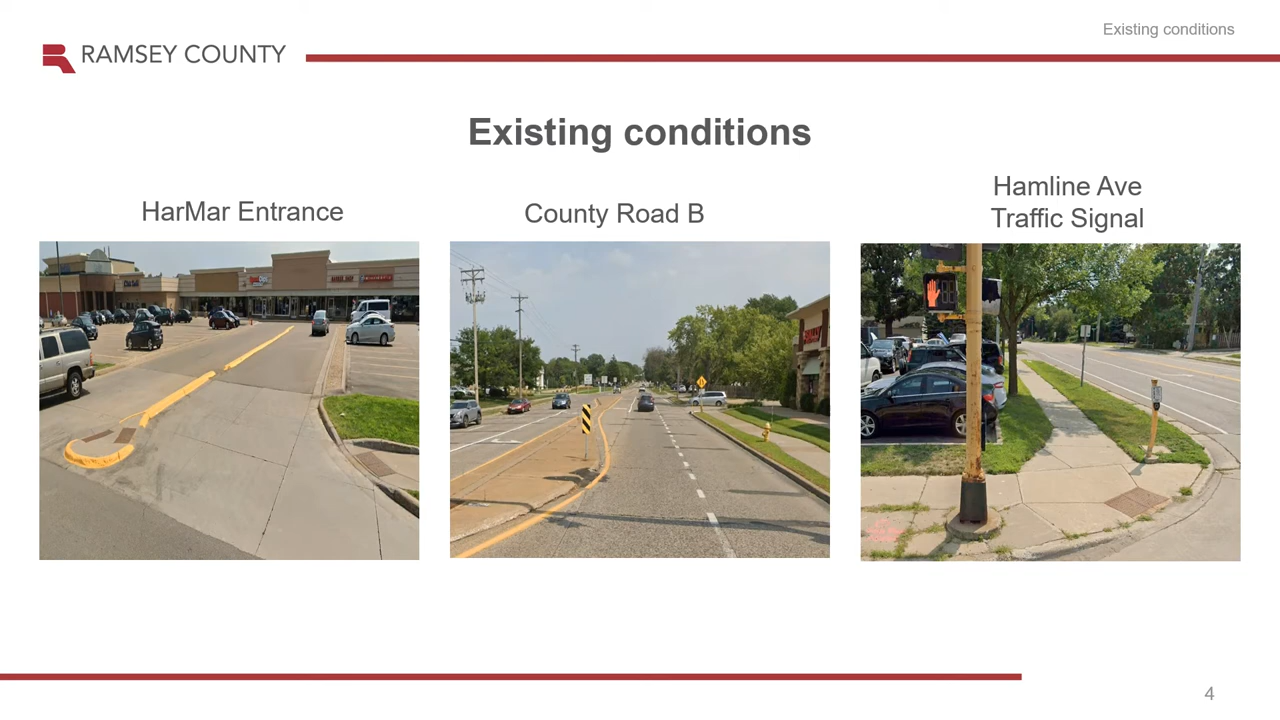 Existing conditions
RAMSEY COUNTY
Existing conditions
HarMar Entrance
County Road B
Hamline Ave
Traffic Signal
4